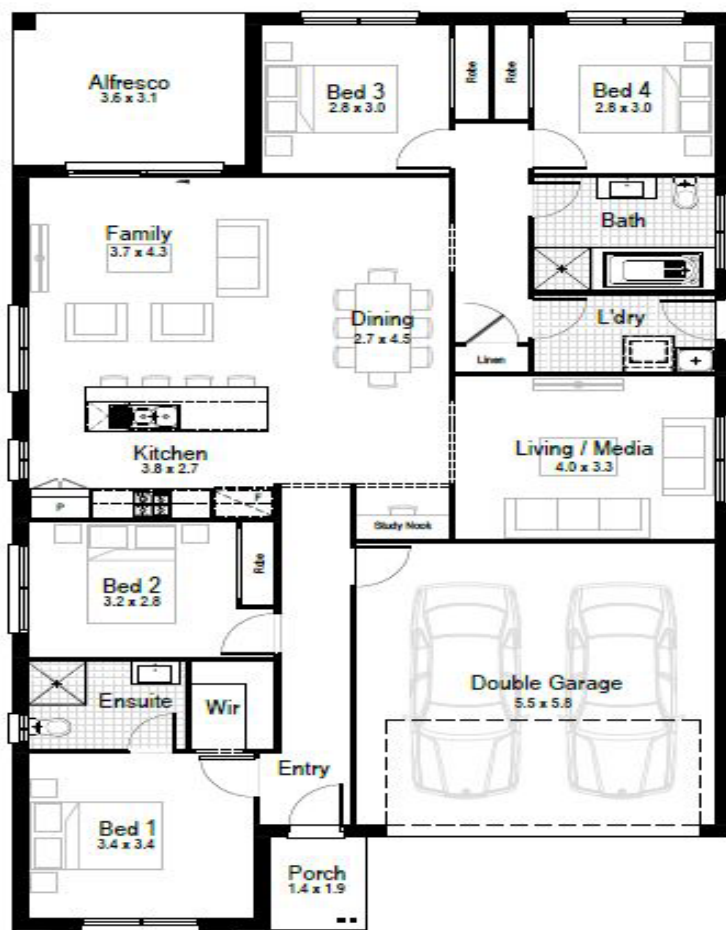 Alfresco
3.6 x 3.1
Bed 3
2.8 x 3.0
Robe
Robe
Bed 4
2.8 x 3.0
Family
3.7 x 4.3
Bath
Dining
2.7 x 4.5
L'dry
Linen
Kitchen
3.8 x 2.7
Living / Media
4.0 x 3.3
P
F
Study Nook
Bed 2
3.2 x 2.8
Robe
Ensuite
Wir
Double Garage
5.5 x 5.8
Entry
Bed 1
3.4 x 3.4
Porch
1.4 x 1.9